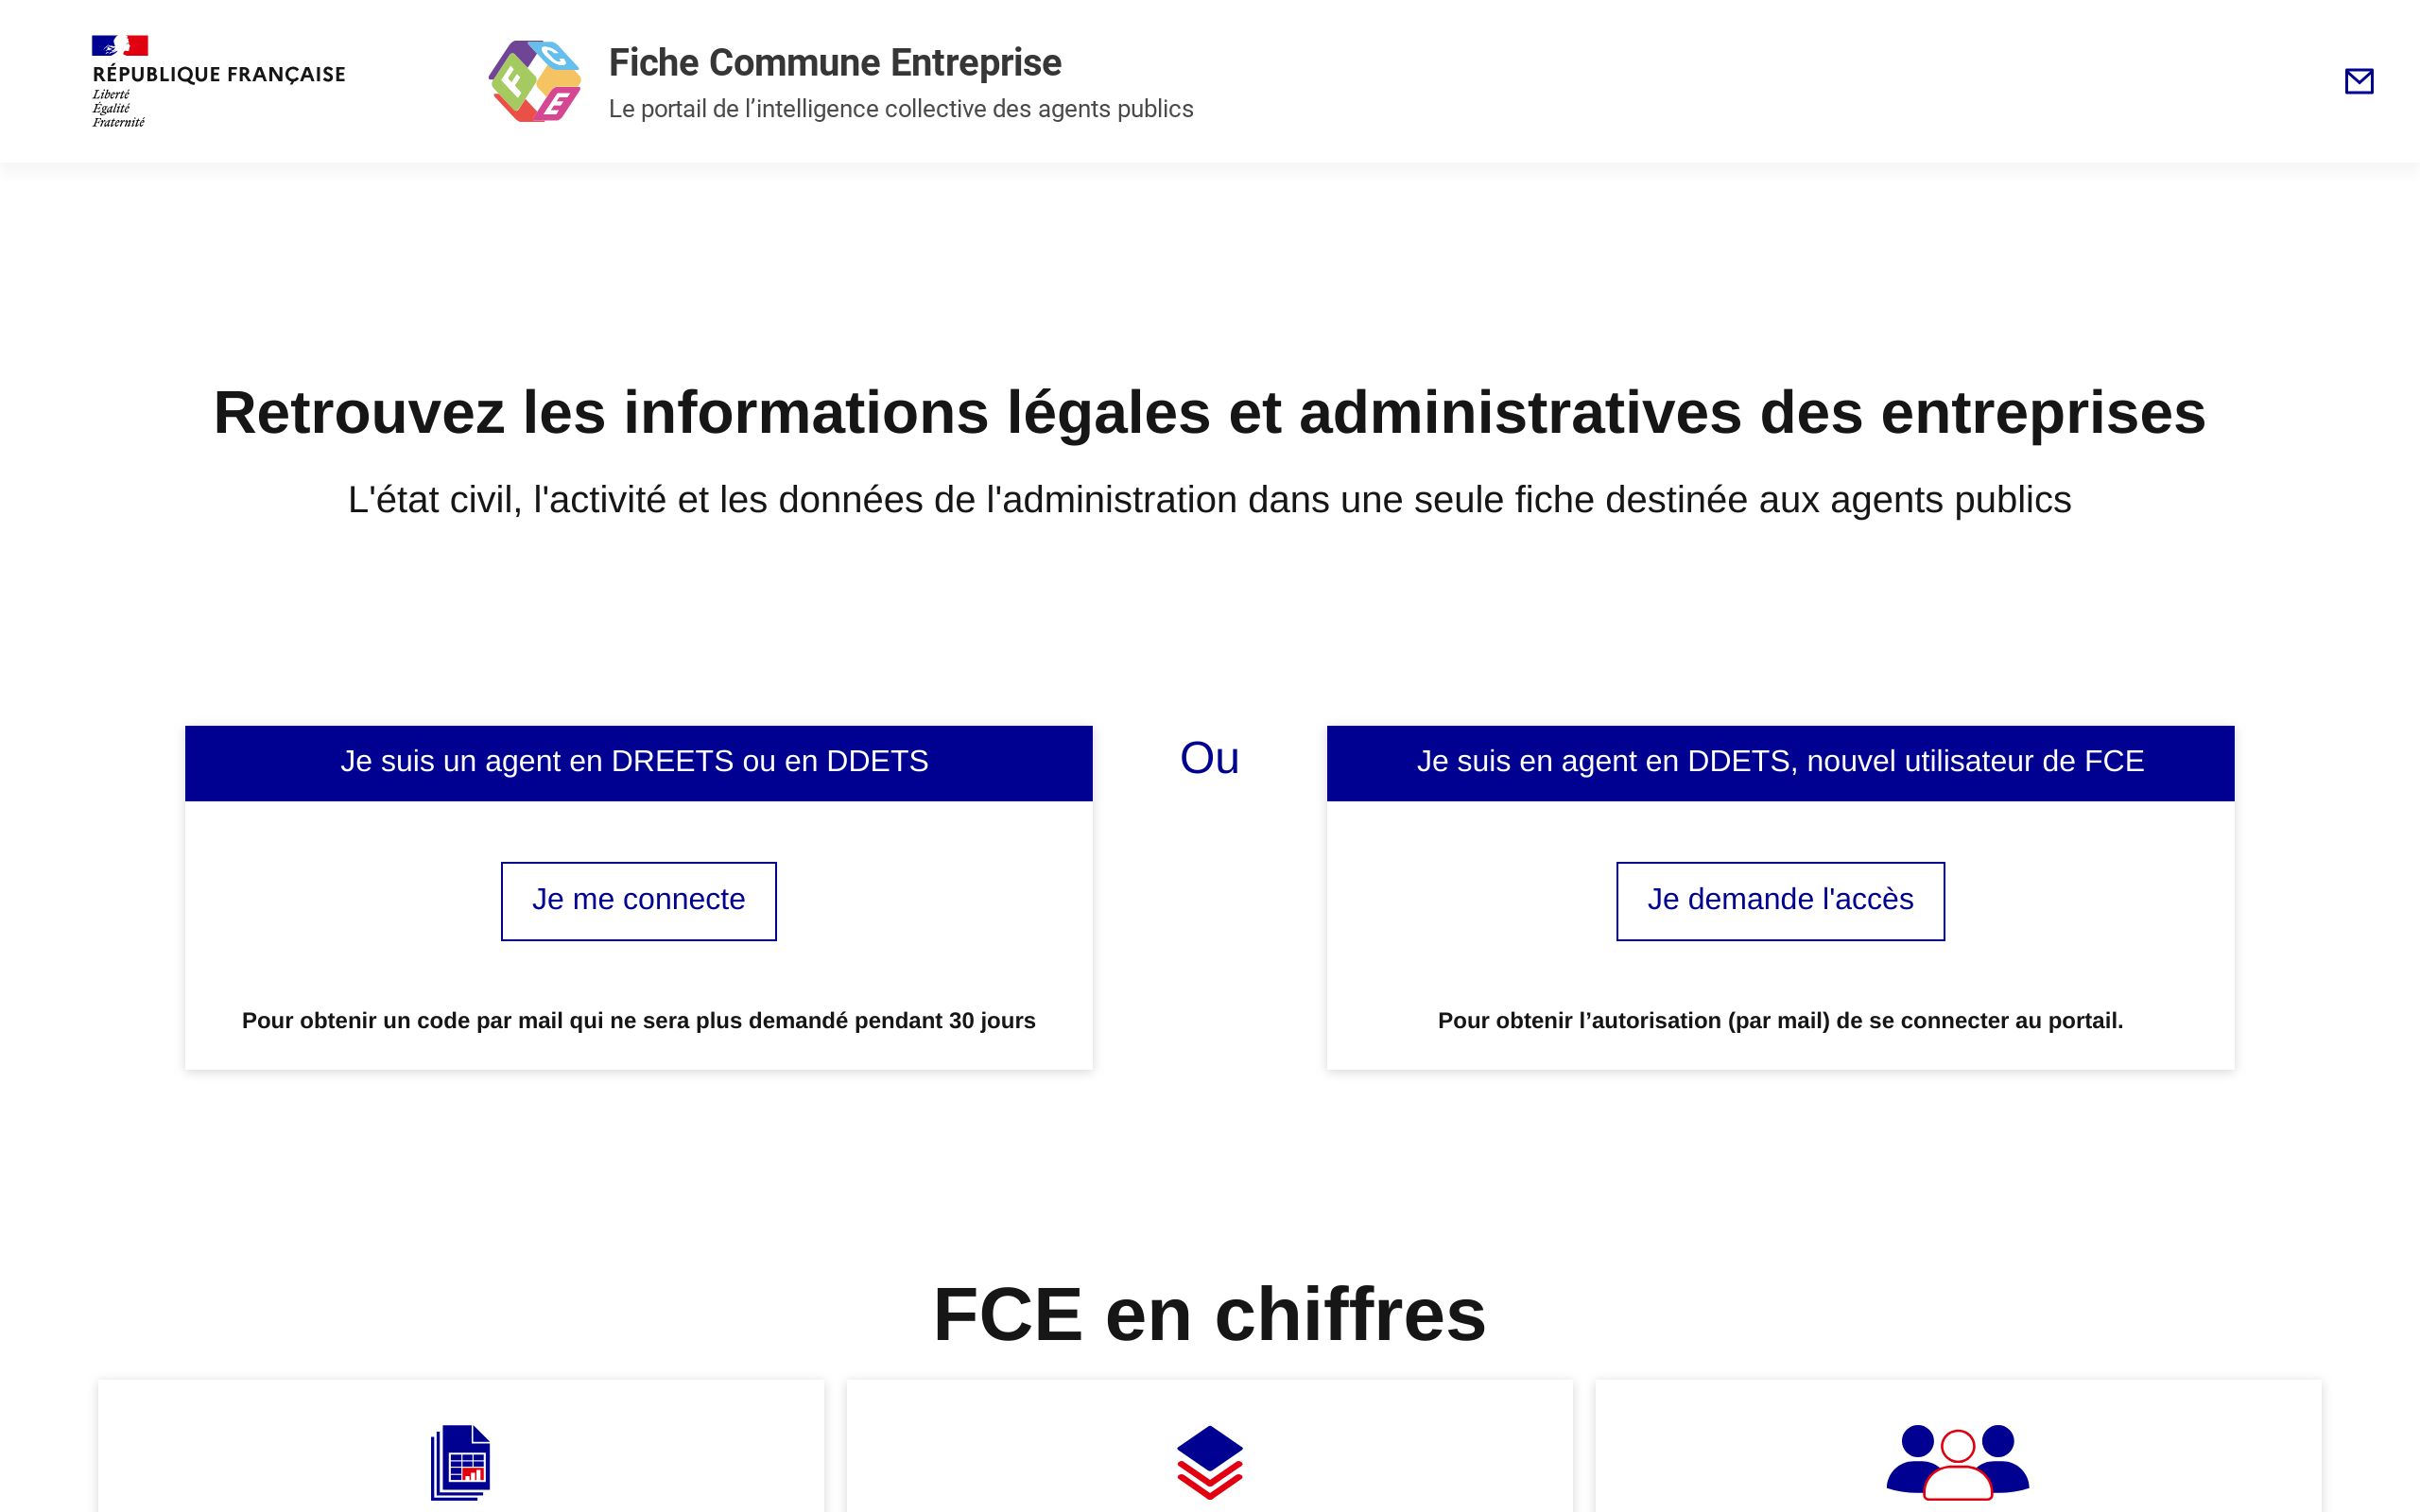 RÉPUBLIQUE FRANÇAISE
Liberté
Égalité
Fraternité
F C E
Fiche Commune Entreprise
Le portail de l’intelligence collective des agents publics
Retrouvez les informations légales et administratives des entreprises
L'état civil, l'activité et les données de l'administration dans une seule fiche destinée aux agents publics
Je suis un agent en DREETS ou en DDETS
Je me connecte
Pour obtenir un code par mail qui ne sera plus demandé pendant 30 jours
Ou
Je suis en agent en DDETS, nouvel utilisateur de FCE
Je demande l'accès
Pour obtenir l’autorisation (par mail) de se connecter au portail.
FCE en chiffres